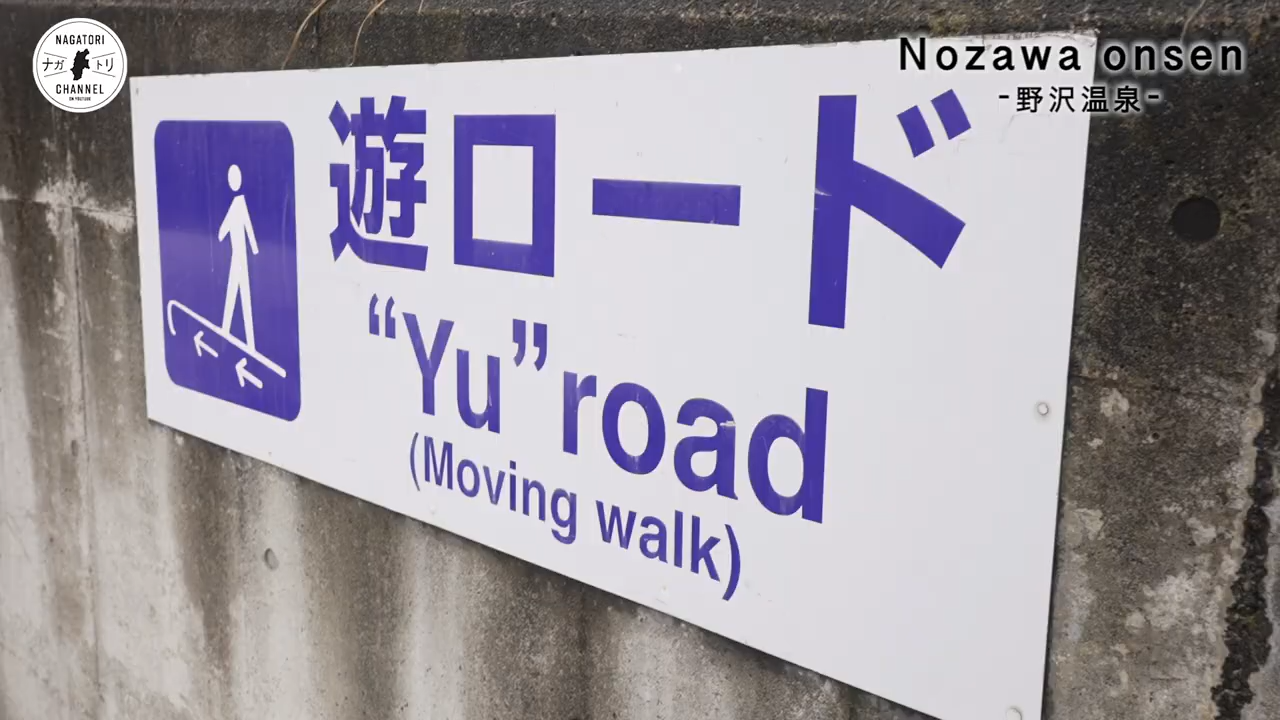 NAGATORI
ナガ トリ
CHANNEL
ON YOUTUBE
Nozawa onsen
-野沢温泉-
遊ロード
“Yu” road
(Moving walk)